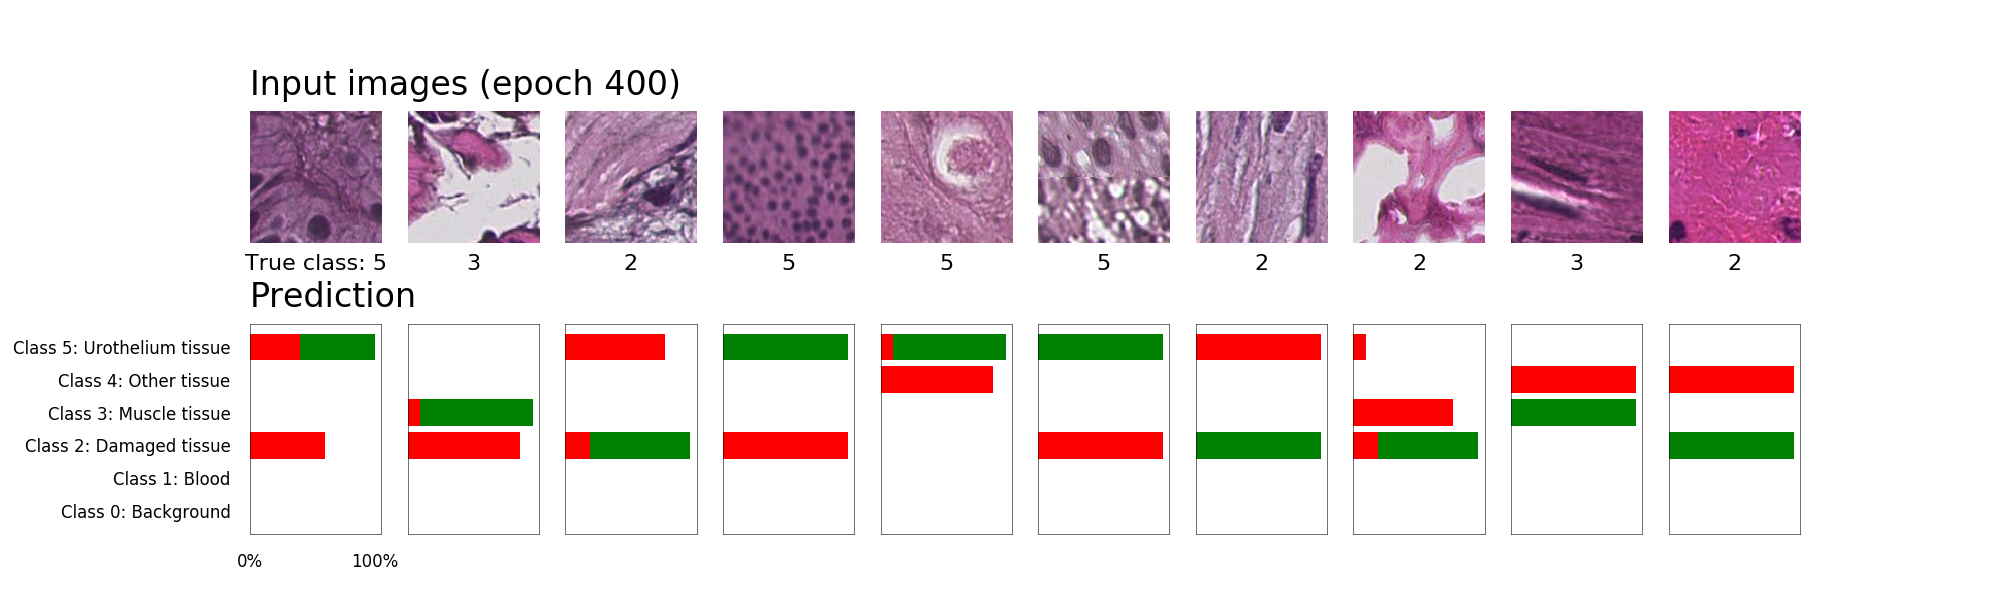 Input images (epoch 400)
True class: 5 3 2 5 5 5 2 2 3 2
Prediction
Class 5: Urothelium tissue
Class 4: Other tissue
Class 3: Muscle tissue
Class 2: Damaged tissue
Class 1: Blood
Class 0: Background
0% 100%